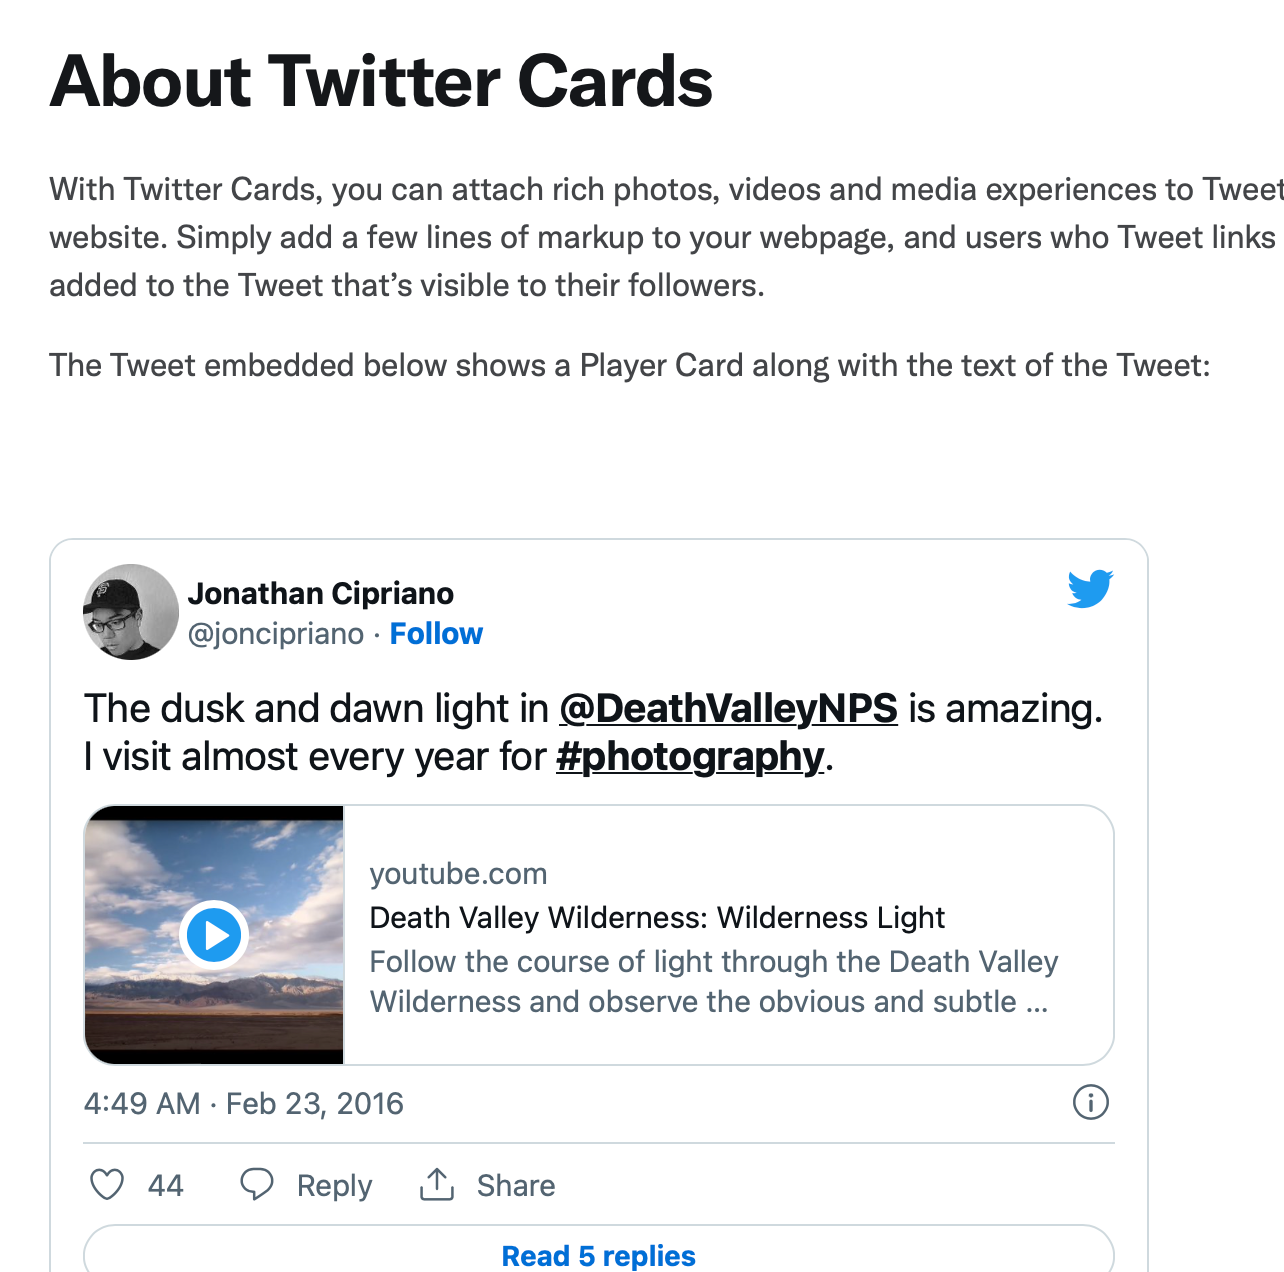 About Twitter Cards
With Twitter Cards, you can attach rich photos, videos and media experiences to Tweet
website. Simply add a few lines of markup to your webpage, and users who Tweet links
added to the Tweet that’s visible to their followers.
The Tweet embedded below shows a Player Card along with the text of the Tweet:
Jonathan Cipriano
@joncipriano · Follow
The dusk and dawn light in @DeathValleyNPS is amazing.
I visit almost every year for #photography.
youtube.com
Death Valley Wilderness: Wilderness Light
Follow the course of light through the Death Valley
Wilderness and observe the obvious and subtle ...
4:49 AM · Feb 23, 2016
44 Reply Share
Read 5 replies